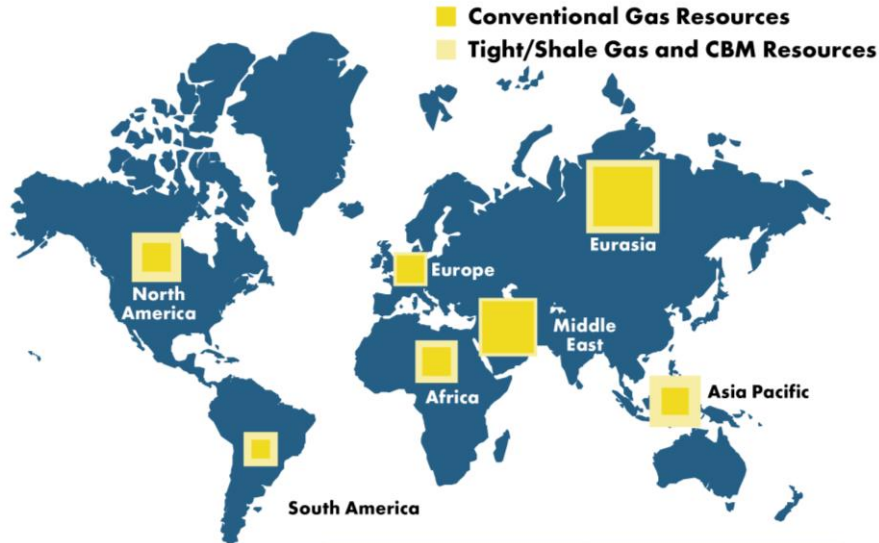 Conventional Gas Resources
Tight/Shale Gas and CBM Resources
Eurasia
Europe
North
America
Middle
East
Africa
Asia Pacific
South America